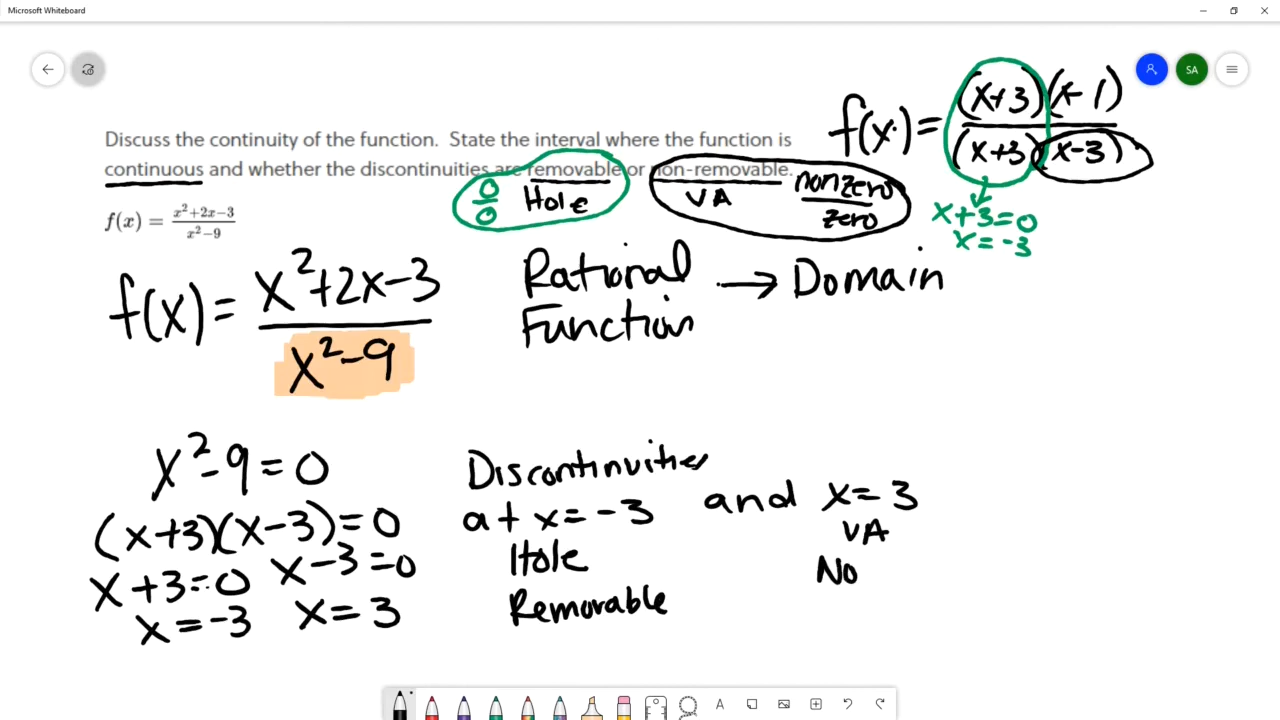 Microsoft Whiteboard
SA
Discuss the continuity of the function. State the interval where the function is
continuous and whether the discontinuities are removable or non-removable.
f(x) = x²+2x−3 / x²−9
0/0 Hole
VA nonzero/zero
f(x) = (x+3)(x-1) / (x+3)(x-3)
x+3=0
x=-3
f(x) = x²+2x-3 / x²-9
Rational
Function
→ Domain
x²-9=0
(x+3)(x-3)=0
x+3=0 x-3=0
x=-3 x=3
Discontinuities
at x=-3 and x=3
Hole VA
Removable No
A